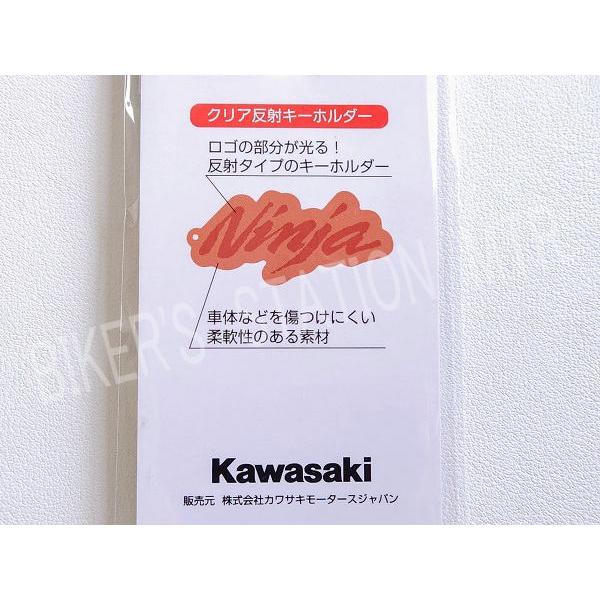 クリア反射キーホルダー
ロゴの部分が光る！
反射タイプのキーホルダー
Ninja
車体などを傷つけにくい
柔軟性のある素材
BIKER'S STATION
Kawasaki
販売元 株式会社カワサキモータースジャパン